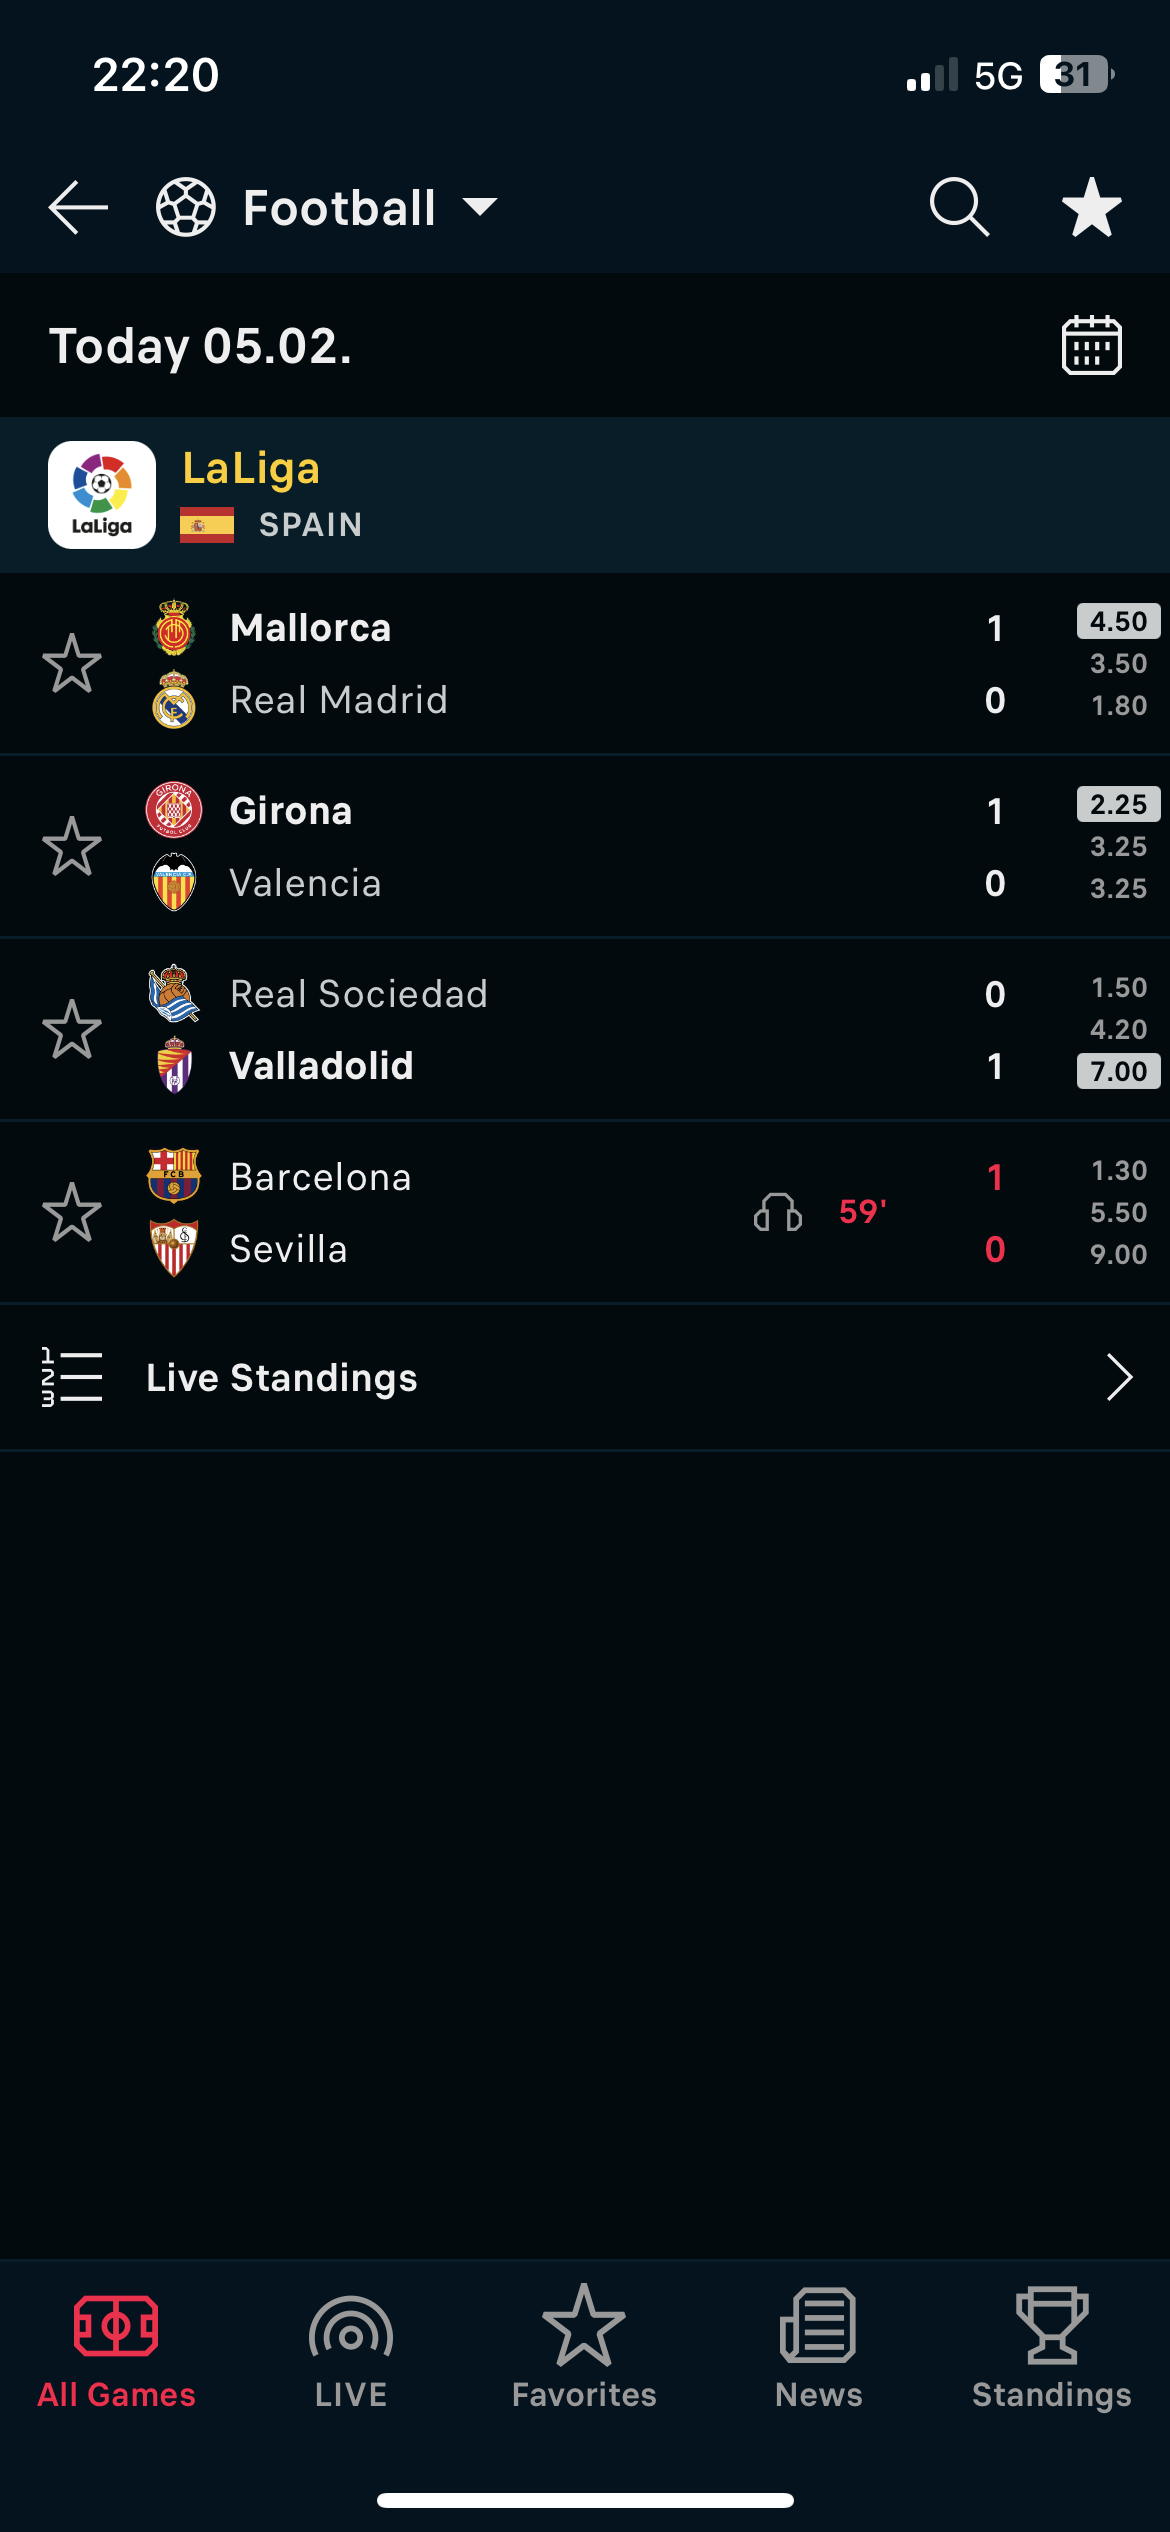 22:20 5G 31
Football
Today 05.02.
LaLiga
LaLiga
SPAIN
Mallorca 1 4.50
3.50
Real Madrid 0 1.80
Girona 1 2.25
3.25
Valencia 0 3.25
Real Sociedad 0 1.50
4.20
Valladolid 1 7.00
Barcelona 1 1.30
59' 5.50
Sevilla 0 9.00
1
2
3
Live Standings
All Games LIVE Favorites News Standings